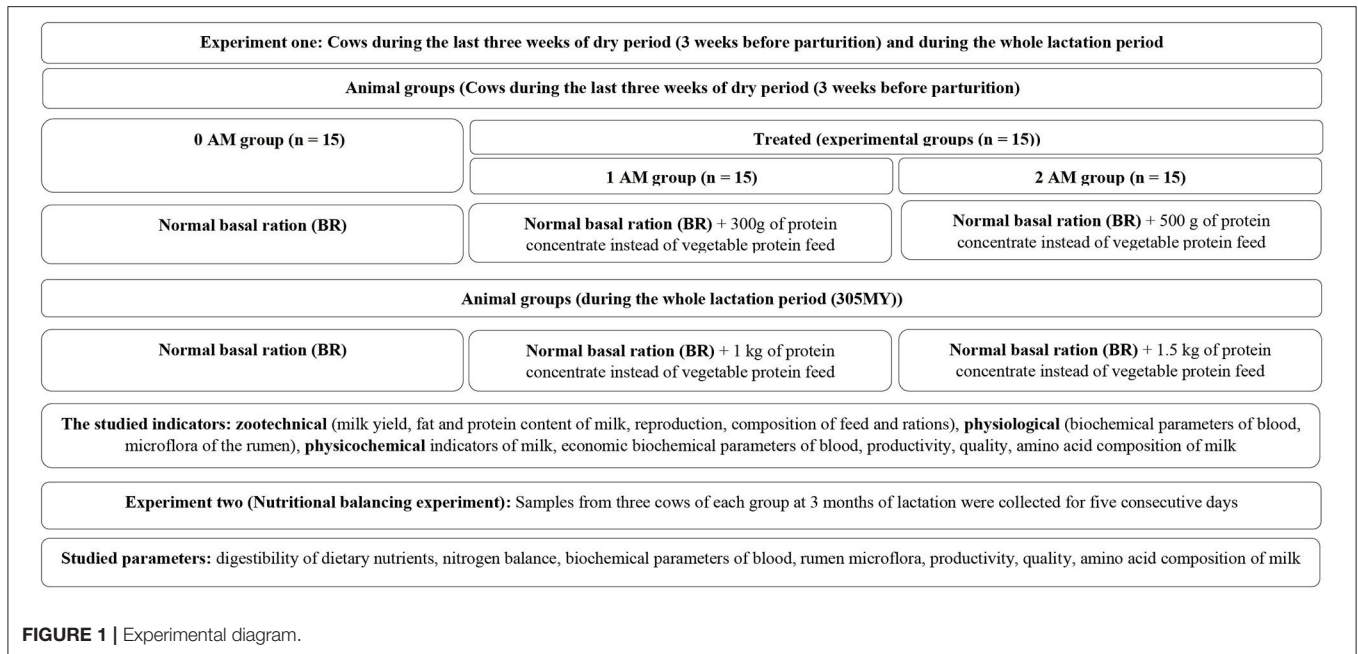 Experiment one: Cows during the last three weeks of dry period (3 weeks before parturition) and during the whole lactation period
Animal groups (Cows during the last three weeks of dry period (3 weeks before parturition)
0 AM group (n = 15)
Treated (experimental groups (n = 15))
1 AM group (n = 15)
2 AM group (n = 15)
Normal basal ration (BR)
Normal basal ration (BR) + 300g of protein
concentrate instead of vegetable protein feed
Normal basal ration (BR) + 500 g of protein
concentrate instead of vegetable protein feed
Animal groups (during the whole lactation period (305MY))
Normal basal ration (BR)
Normal basal ration (BR) + 1 kg of protein
concentrate instead of vegetable protein feed
Normal basal ration (BR) + 1.5 kg of protein
concentrate instead of vegetable protein feed
The studied indicators: zootechnical (milk yield, fat and protein content of milk, reproduction, composition of feed and rations), physiological (biochemical parameters of blood,
microflora of the rumen), physicochemical indicators of milk, economic biochemical parameters of blood, productivity, quality, amino acid composition of milk
Experiment two (Nutritional balancing experiment): Samples from three cows of each group at 3 months of lactation were collected for five consecutive days
Studied parameters: digestibility of dietary nutrients, nitrogen balance, biochemical parameters of blood, rumen microflora, productivity, quality, amino acid composition of milk
FIGURE 1 | Experimental diagram.